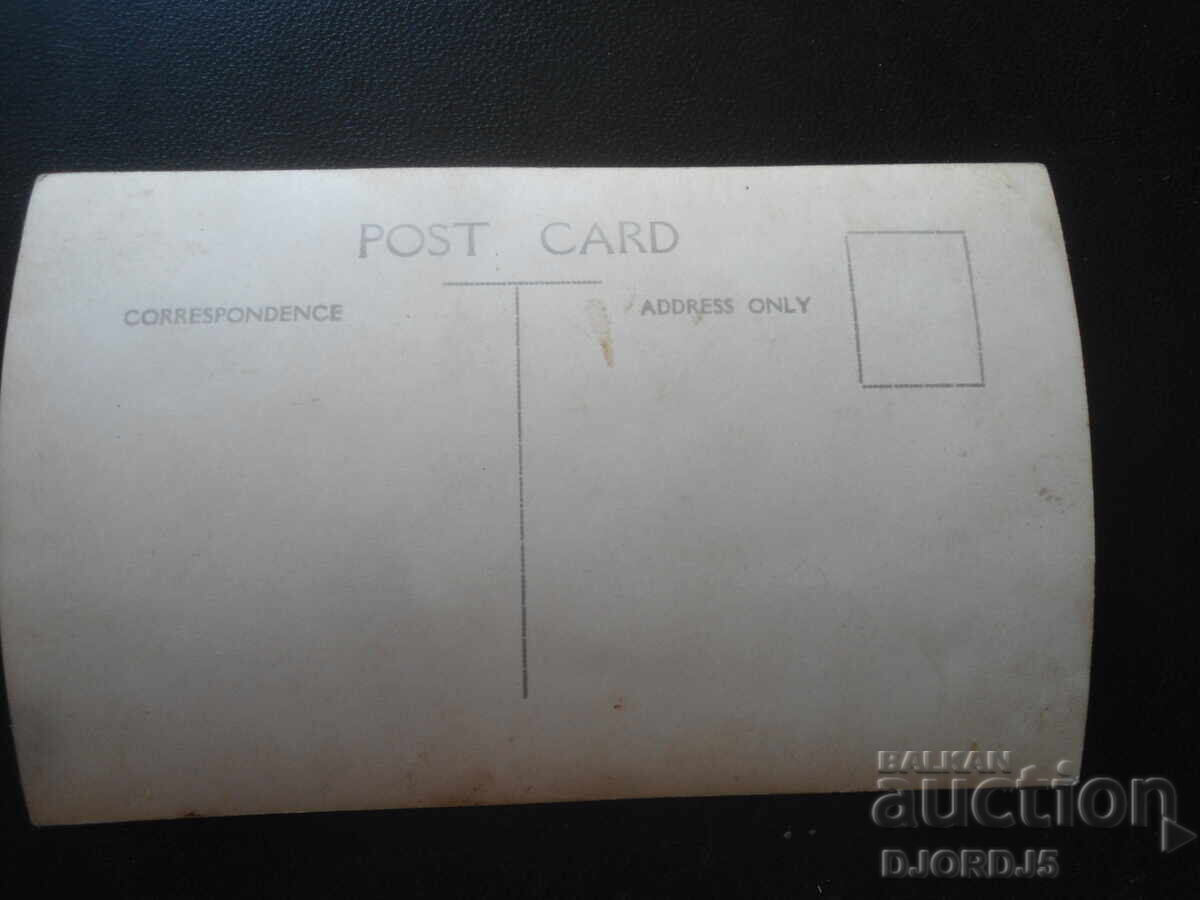 POST CARD
CORRESPONDENCE
ADDRESS ONLY
BALKAN
auction
DJORDJ5